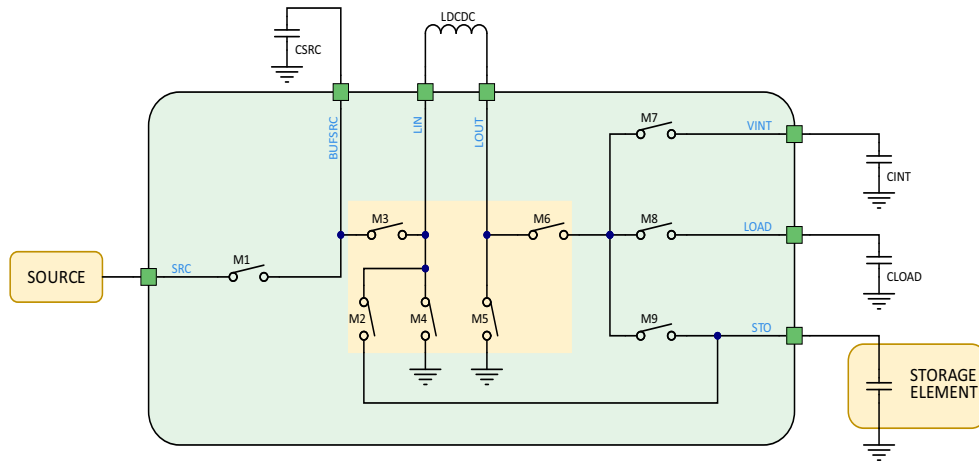 LDCDC
CSRC
BUFSRC
LIN
LOUT
M7
VINT
CINT
M3
M6
M8
LOAD
CLOAD
SOURCE
SRC
M1
M2
M4
M5
M9
STO
STORAGE
ELEMENT